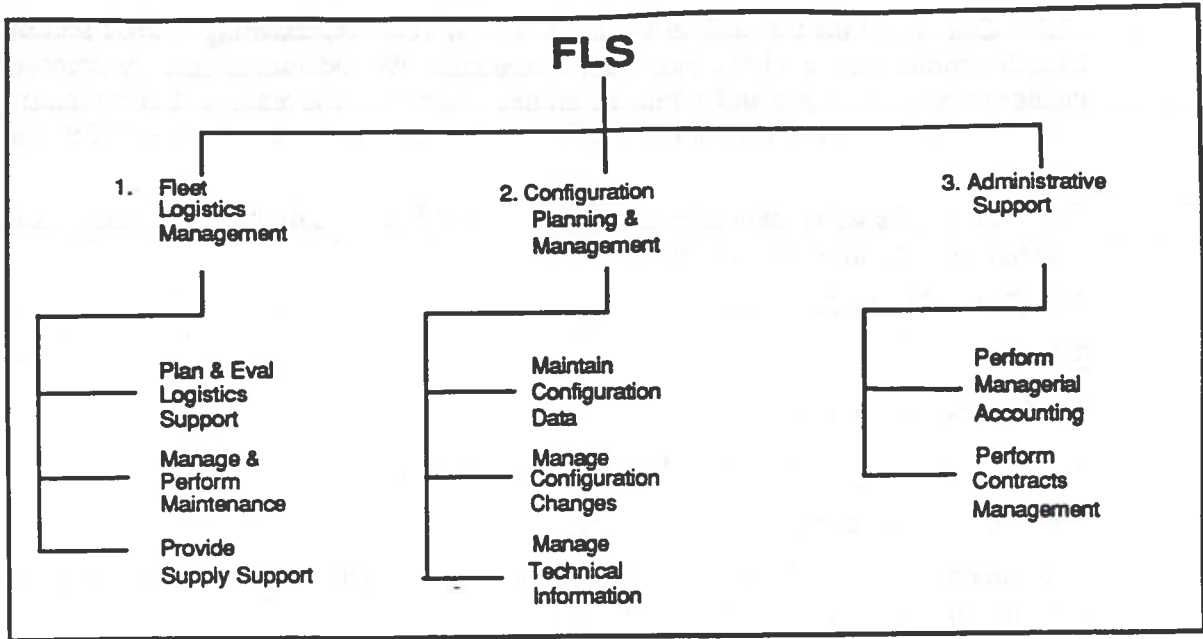 FLS
1. Fleet
Logistics
Management
2. Configuration
Planning &
Management
3. Administrative
Support
Plan & Eval
Logistics
Support
Manage &
Perform
Maintenance
Provide
Supply Support
Maintain
Configuration
Data
Manage
Configuration
Changes
Manage
Technical
Information
Perform
Managerial
Accounting
Perform
Contracts
Management